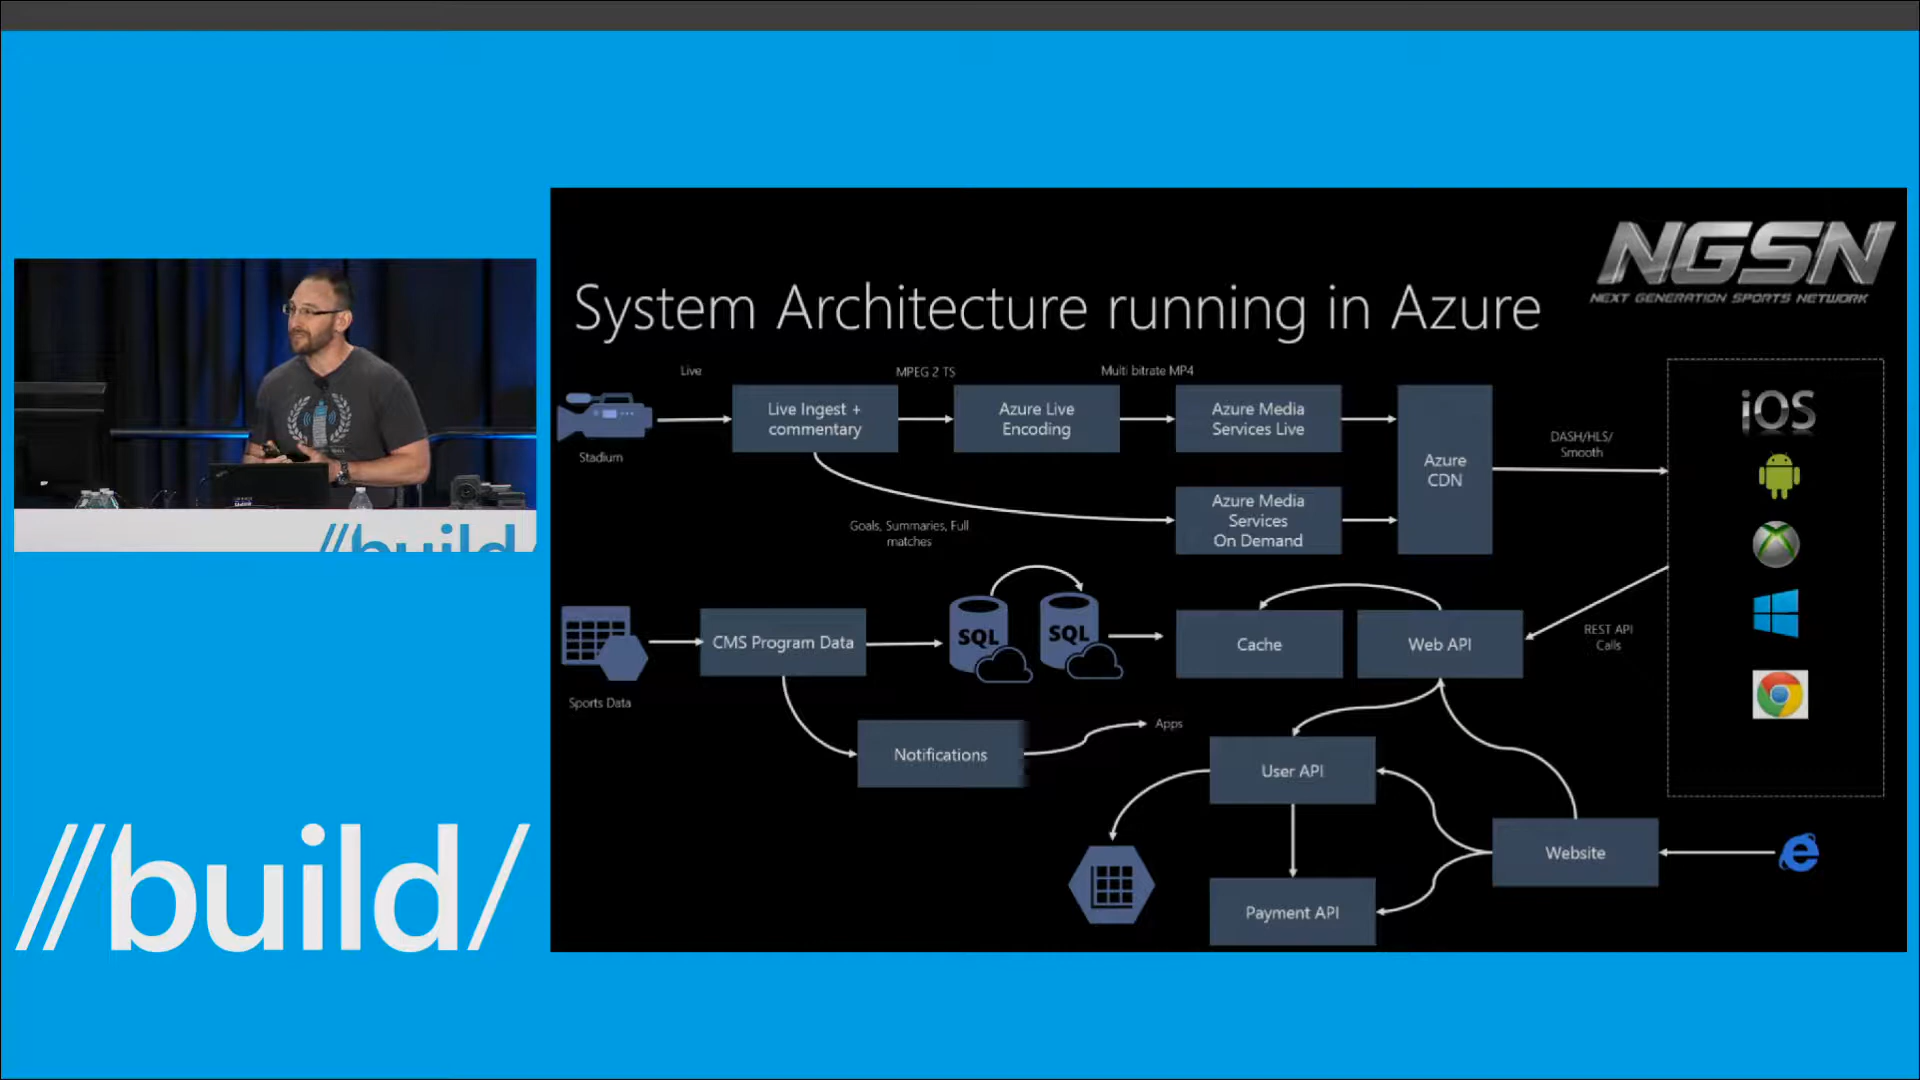 NGSN
NEXT GENERATION SPORTS NETWORK
System Architecture running in Azure
Live
MPEG 2 TS
Multi bitrate MP4
Stadium
Live Ingest +
commentary
Azure Live
Encoding
Azure Media
Services Live
Azure
CDN
DASH/HLS/
Smooth
iOS
Goals, Summaries, Full
matches
Azure Media
Services
On Demand
Sports Data
CMS Program Data
SQL
SQL
Cache
Web API
REST API
Calls
Notifications
Apps
User API
Payment API
Website
//build
//build/